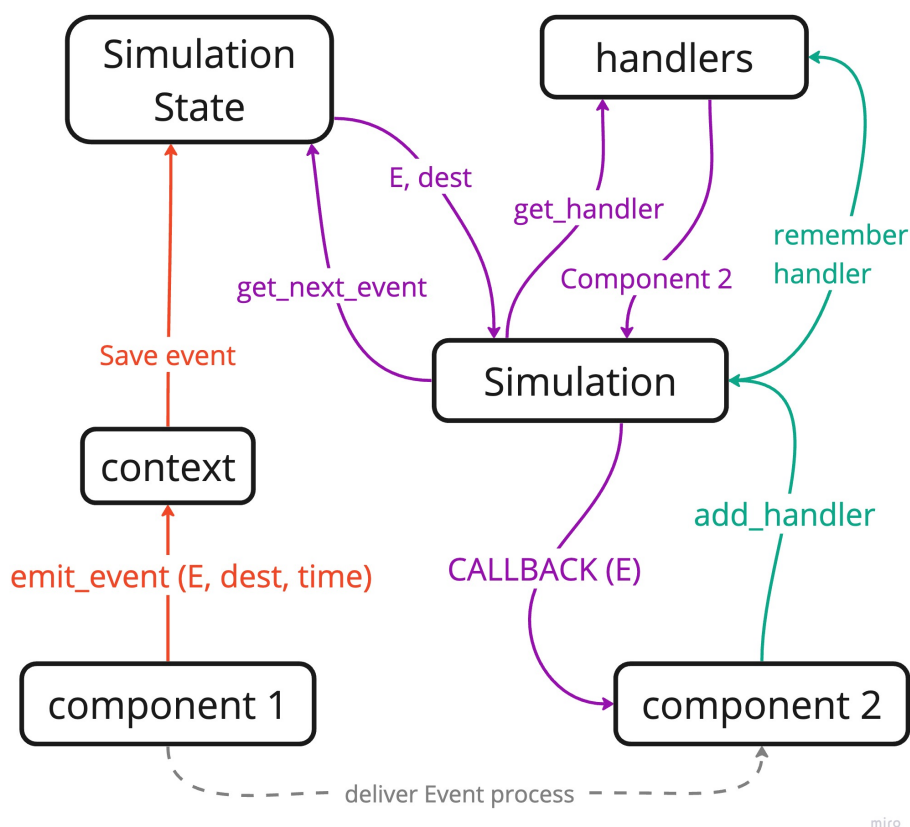 Simulation
State
handlers
E, dest
get_handler
remember
handler
get_next_event
Component 2
Save event
Simulation
context
add_handler
emit_event (E, dest, time)
CALLBACK (E)
component 1
component 2
deliver Event process
miro